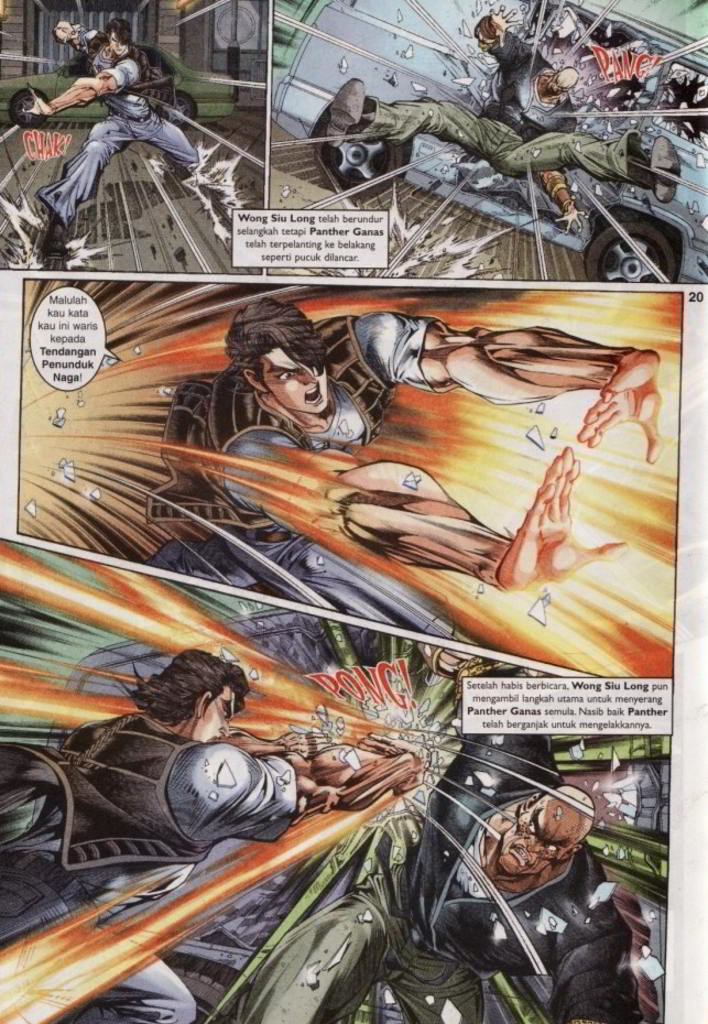 CHAK
PANG!
Wong Siu Long telah berundur
selangkah tetapi Panther Ganas
telah terpelanting ke belakang
seperti pucuk dilancar.
20
Malulah
kau kata
kau ini waris
kepada
Tendangan
Penunduk
Naga!
PONG!
Setelah habis berbicara, Wong Siu Long pun
mengambil langkah utama untuk menyerang
Panther Ganas semula. Nasib baik Panther
telah berganjak untuk mengelakkannya.